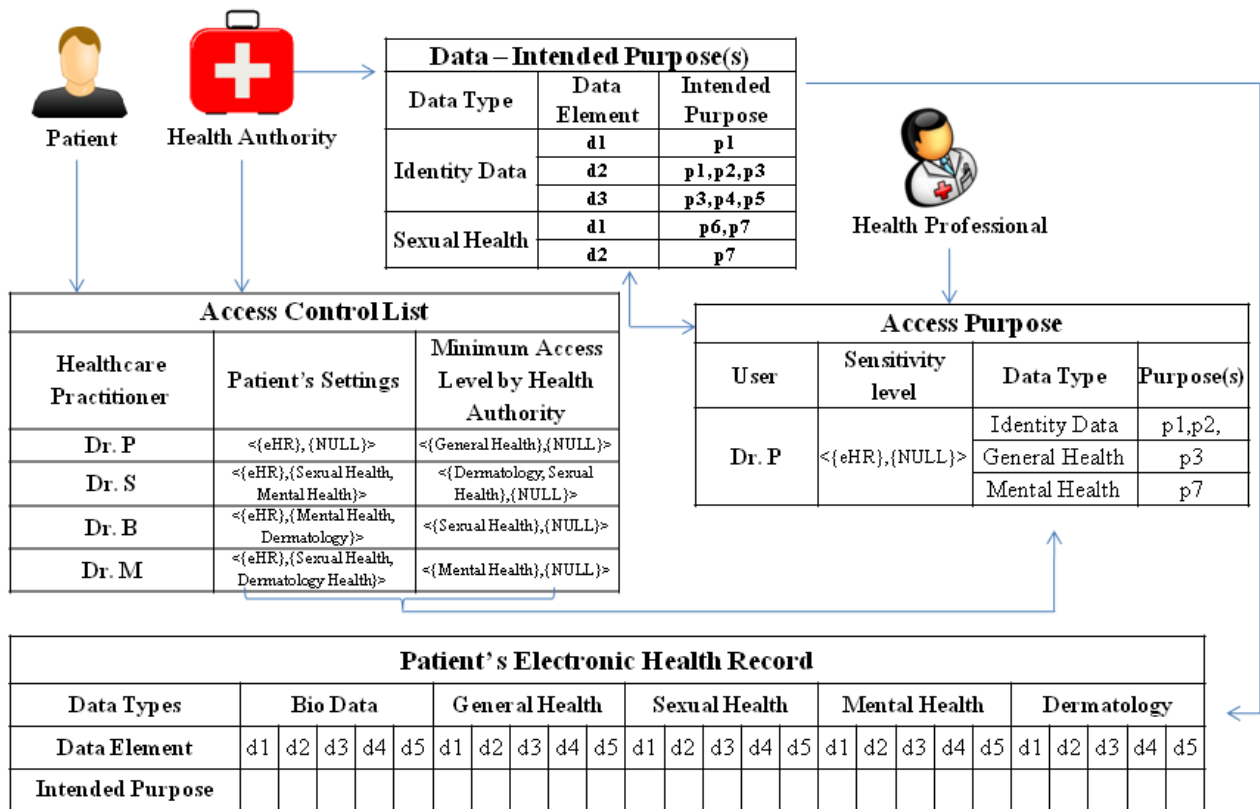 Patient
Health Authority
Data – Intended Purpose(s)
Data Type
Data
Element
Intended
Purpose
Identity Data
d1
p1
d2
p1,p2,p3
d3
p3,p4,p5
Sexual Health
d1
p6,p7
d2
p7
Health Professional
Access Control List
Healthcare
Practitioner
Patient's Settings
Minimum Access
Level by Health
Authority
Dr. P
<{eHR},{NULL}>
<{General Health},{NULL}>
Dr. S
<{eHR},{Sexual Health,
Mental Health}>
<{Dermatology, Sexual
Health},{NULL}>
Dr. B
<{eHR},{Mental Health,
Dermatology}>
<{Sexual Health},{NULL}>
Dr. M
<{eHR},{Sexual Health,
Dermatology Health}>
<{Mental Health},{NULL}>
Access Purpose
User
Sensitivity
level
Data Type
Purpose(s)
Dr. P
<{eHR},{NULL}>
Identity Data
p1,p2,
General Health
p3
Mental Health
p7
Patient's Electronic Health Record
Data Types
Bio Data
General Health
Sexual Health
Mental Health
Dermatology
Data Element
d1 d2 d3 d4 d5 d1 d2 d3 d4 d5 d1 d2 d3 d4 d5 d1 d2 d3 d4 d5 d1 d2 d3 d4 d5
Intended Purpose